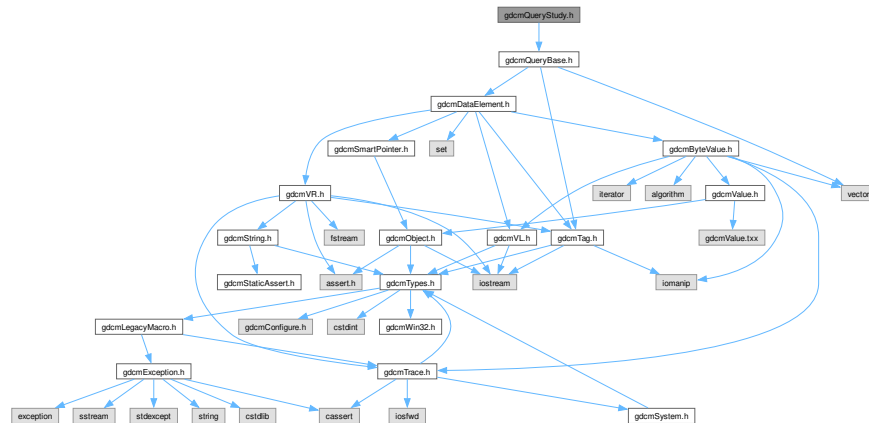 gdcmQueryStudy.h
gdcmQueryBase.h
gdcmDataElement.h
gdcmSmartPointer.h
set
gdcmByteValue.h
gdcmVR.h
iterator
algorithm
gdcmValue.h
vector
gdcmString.h
fstream
gdcmObject.h
gdcmVL.h
gdcmTag.h
gdcmValue.txx
gdcmStaticAssert.h
assert.h
gdcmTypes.h
iostream
iomanip
gdcmLegacyMacro.h
gdcmConfigure.h
cstdint
gdcmWin32.h
gdcmException.h
gdcmTrace.h
exception
sstream
stdexcept
string
cstdlib
cassert
iosfwd
gdcmSystem.h